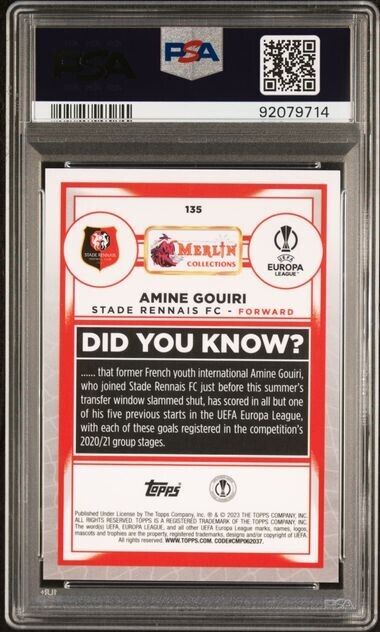 PSA
PSA
92079714
135
STADE RENNAIS
FOOTBALL CLUB
MERLIN
COLLECTIONS
UEFA
EUROPA
LEAGUE™
AMINE GOUIRI
STADE RENNAIS FC - FORWARD
DID YOU KNOW?
...... that former French youth international Amine Gouiri,
who joined Stade Rennais FC just before this summer's
transfer window slammed shut, has scored in all but one
of his five previous starts in the UEFA Europa League,
with each of these goals registered in the competition's
2020/21 group stages.
Topps
Published Under License by The Topps Company, Inc. ® & © 2023 THE TOPPS COMPANY, INC.
ALL RIGHTS RESERVED. TOPPS IS A REGISTERED TRADEMARK OF THE TOPPS COMPANY, INC.
The word(s) UEFA, EUROPA LEAGUE, and all other UEFA Europa League marks, names, logos,
mascots and trophies are the property, registered designs and/or copyright of UEFA.
All rights reserved. WWW.TOPPS.COM. CODE#CMP062037.
PSA